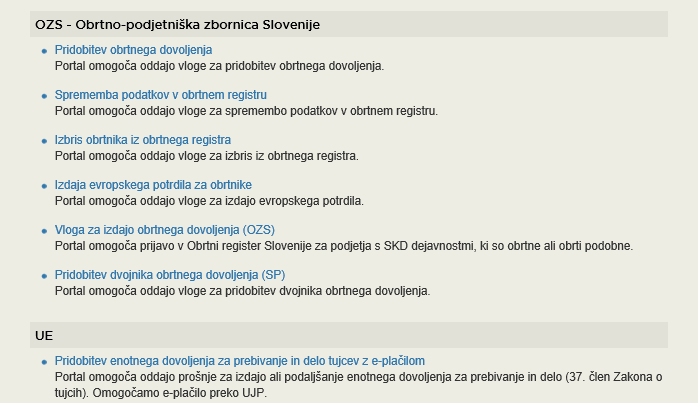 OZS - Obrtno-podjetniška zbornica Slovenije
Pridobitev obrtnega dovoljenja
Portal omogoča oddajo vloge za pridobitev obrtnega dovoljenja.
Sprememba podatkov v obrtnem registru
Portal omogoča oddajo vloge za spremembo podatkov v obrtnem registru.
Izbris obrtnika iz obrtnega registra
Portal omogoča oddajo vloge za izbris iz obrtnega registra.
Izdaja evropskega potrdila za obrtnike
Portal omogoča oddajo vloge za izdajo evropskega potrdila.
Vloga za izdajo obrtnega dovoljenja (OZS)
Portal omogoča prijavo v Obrtni register Slovenije za podjetja s SKD dejavnostmi, ki so obrtne ali obrti podobne.
Pridobitev dvojnika obrtnega dovoljenja (SP)
Portal omogoča oddajo vloge za pridobitev dvojnika obrtnega dovoljenja.
UE
Pridobitev enotnega dovoljenja za prebivanje in delo tujcev z e-plačilom
Portal omogoča oddajo prošnje za izdajo ali podaljšanje enotnega dovoljenja za prebivanje in delo (37. člen Zakona o
tujcih). Omogočamo e-plačilo preko UJP.